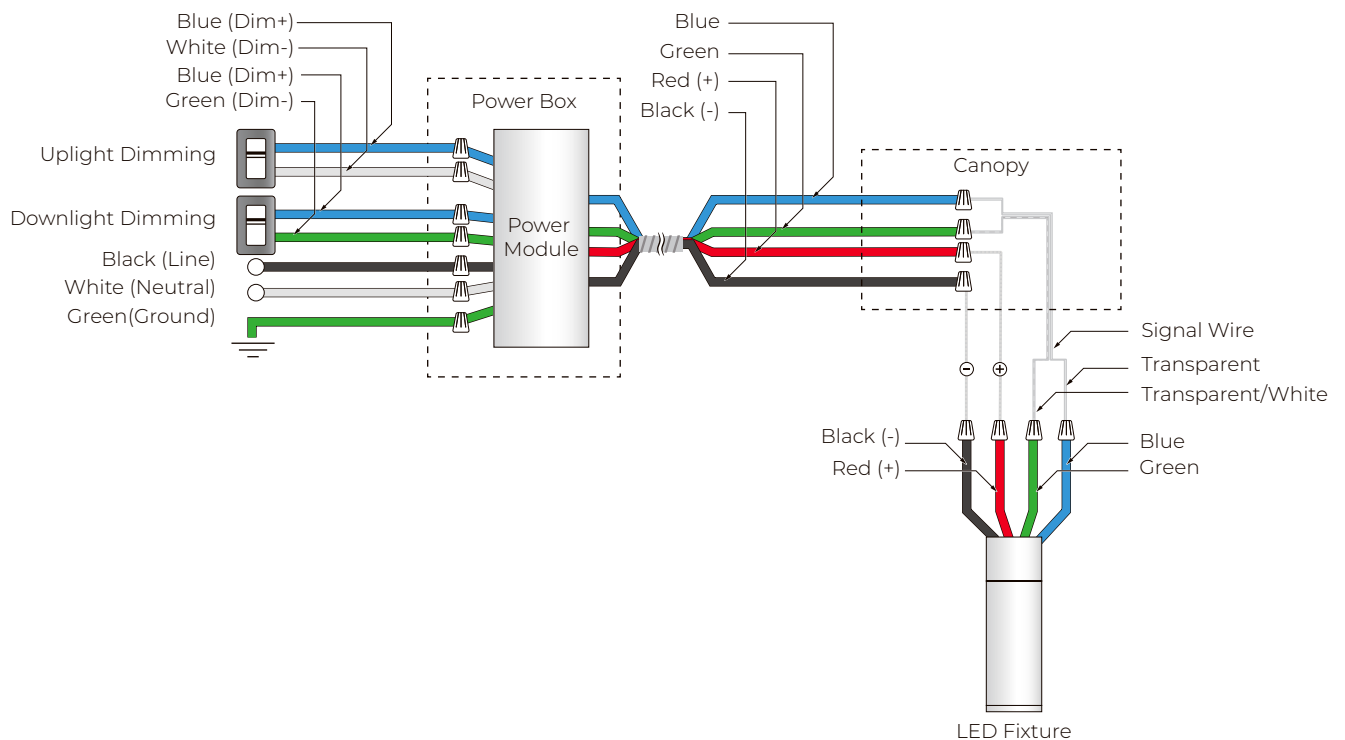 Blue (Dim+)
White (Dim-)
Blue (Dim+)
Green (Dim-)
Uplight Dimming
Downlight Dimming
Black (Line)
White (Neutral)
Green(Ground)
Power Box
Power
Module
Blue
Green
Red (+)
Black (-)
Canopy
Signal Wire
Transparent
Transparent/White
-
+
Black (-)
Red (+)
Blue
Green
LED Fixture